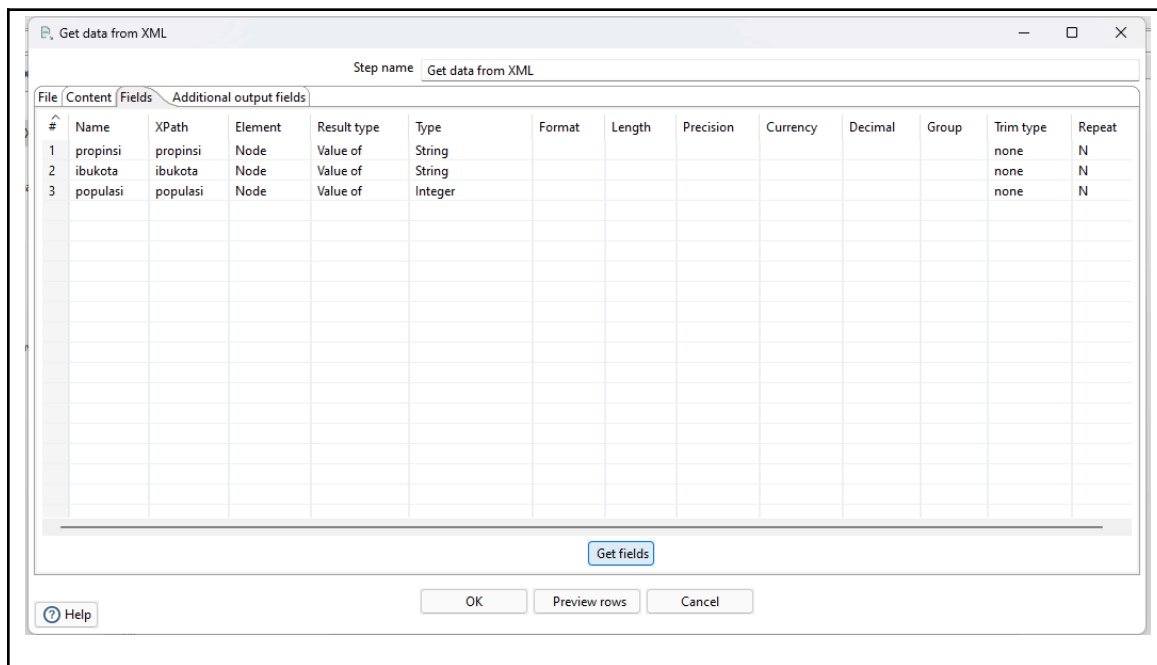 Get data from XML
Step name Get data from XML
File Content Fields Additional output fields
# Name XPath Element Result type Type Format Length Precision Currency Decimal Group Trim type Repeat
1 propinsi propinsi Node Value of String none N
2 ibukota ibukota Node Value of String none N
3 populasi populasi Node Value of Integer none N
Get fields
OK Preview rows Cancel
Help